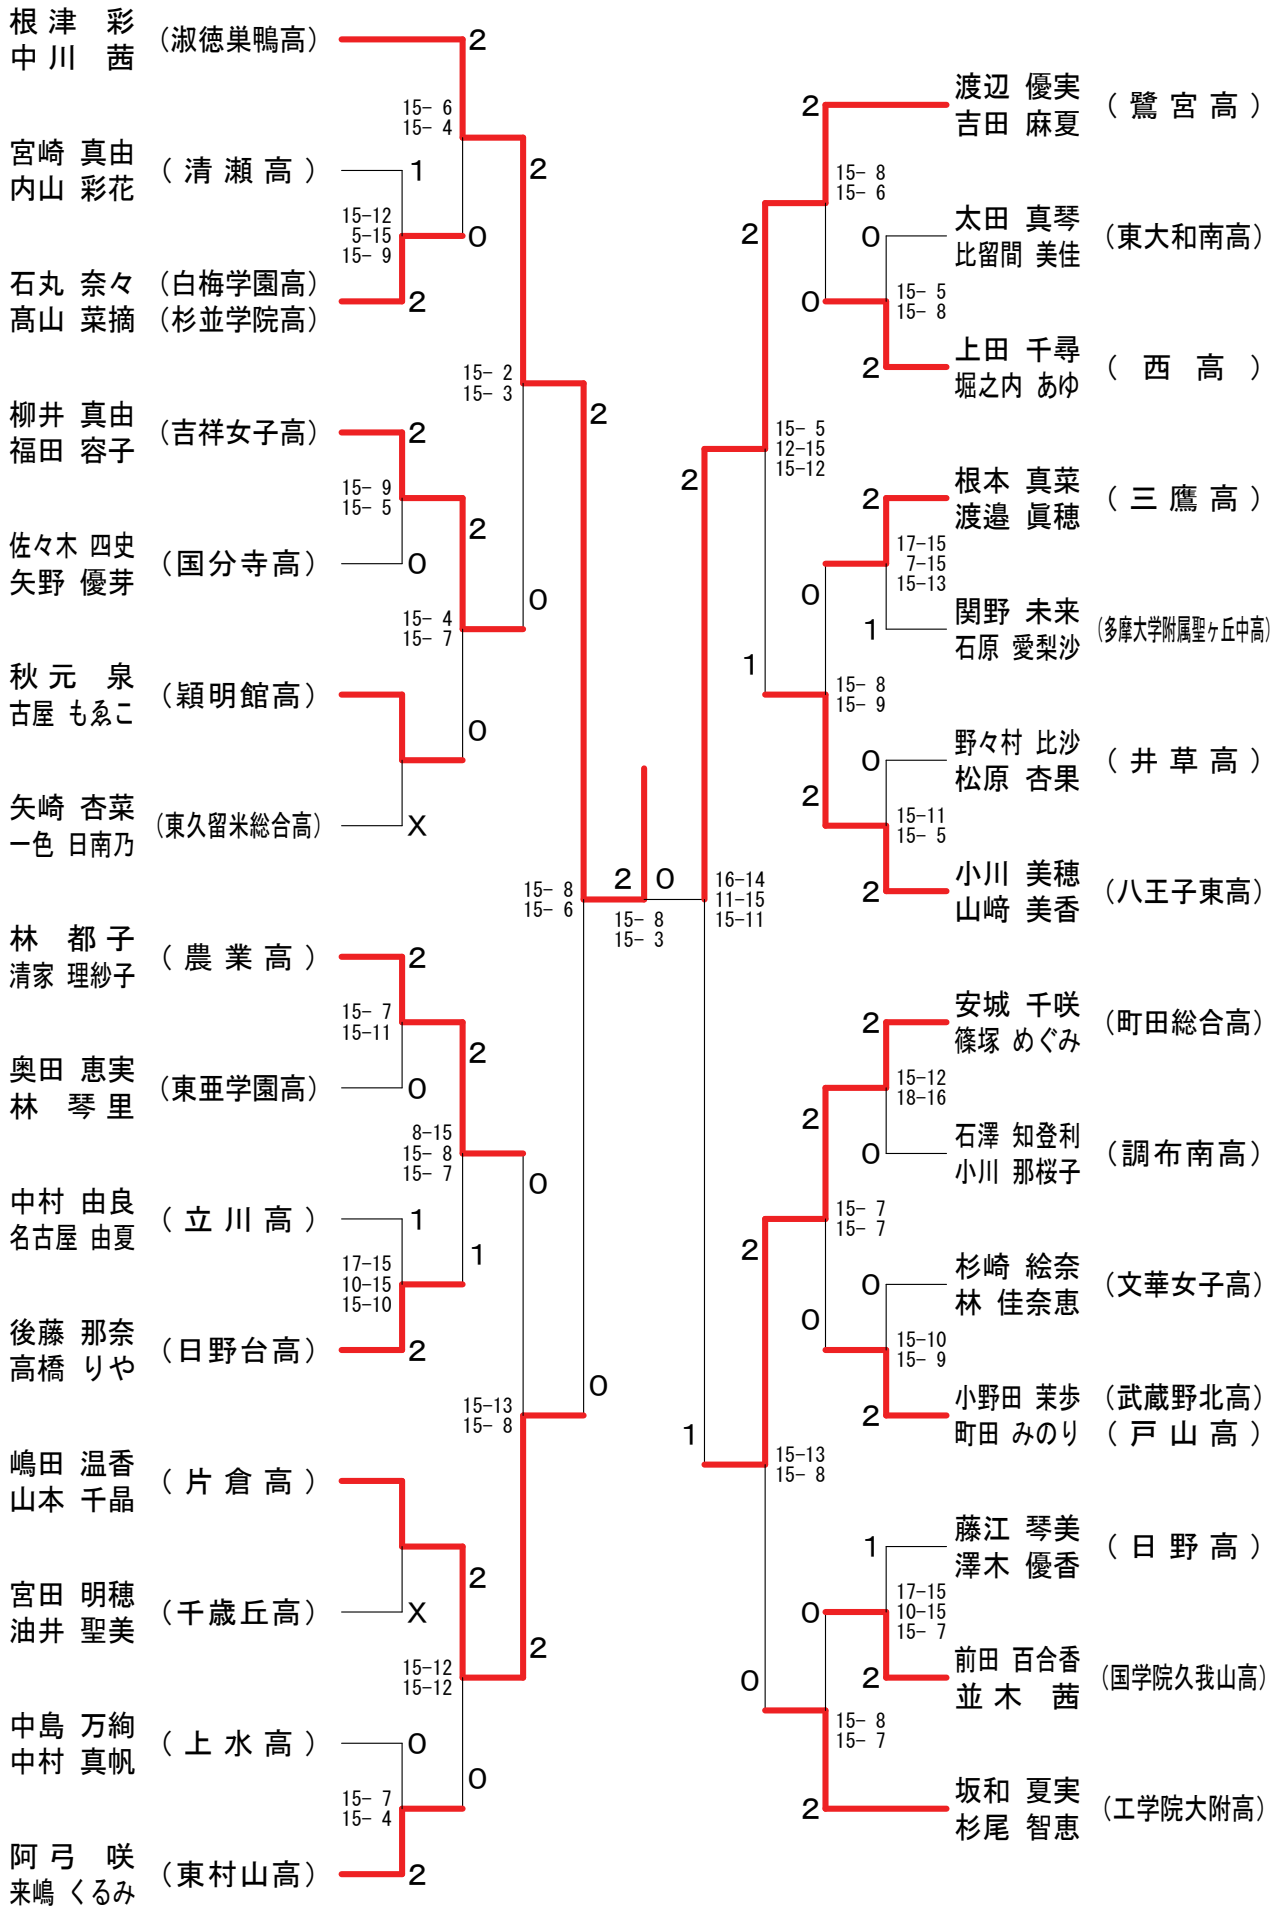 根津 彩
中川 茜
(淑徳巣鴨高)
2
15- 6
15- 4
宮崎 真由
内山 彩花
(清瀬高)
1
2
15-12
5-15
15- 9
0
石丸 奈々 (白梅学園高)
髙山 菜摘 (杉並学院高)
2
15- 2
15- 3
2
柳井 真由
福田 容子
(吉祥女子高)
2
15- 9
15- 5
2
佐々木 四史
矢野 優芽
(国分寺高)
0
0
15- 4
15- 7
秋元 泉
古屋 もゑこ
(穎明館高)
0
矢崎 杏菜
一色 日南乃
(東久留米総合高)
X
15- 8
15- 6
2
0
15- 8
15- 3
林 都子
清家 理紗子
(農業高)
2
15- 7
15-11
2
奥田 恵実
林 琴里
(東亜学園高)
0
8-15
15- 8
15- 7
0
中村 由良
名古屋 由夏
(立川高)
1
17-15
10-15
15-10
1
後藤 那奈
高橋 りや
(日野台高)
2
15-13
15- 8
0
嶋田 温香
山本 千晶
(片倉高)
2
宮田 明穂
油井 聖美
(千歳丘高)
X
15-12
15-12
2
中島 万絢
中村 真帆
(上水高)
0
15- 7
15- 4
0
阿弓 咲
来嶋 くるみ
(東村山高)
2
2
渡辺 優実
吉田 麻夏
(鷺宮高)
15- 8
15- 6
2
0
太田 真琴
比留間 美佳
(東大和南高)
0
15- 5
15- 8
2
上田 千尋
堀之内 あゆ
(西高)
15- 5
12-15
15-12
2
2
根本 真菜
渡邉 眞穂
(三鷹高)
17-15
7-15
15-13
0
1
関野 未来
石原 愛梨沙
(多摩大学附属聖ヶ丘中高)
1
15- 8
15- 9
0
野々村 比沙
松原 杏果
(井草高)
2
15-11
15- 5
2
小川 美穂
山﨑 美香
(八王子東高)
16-14
11-15
15-11
2
安城 千咲
篠塚 めぐみ
(町田総合高)
15-12
18-16
2
0
石澤 知登利
小川 那桜子
(調布南高)
15- 7
15- 7
2
0
杉崎 絵奈
林 佳奈恵
(文華女子高)
0
15-10
15- 9
2
小野田 茉歩 (武蔵野北高)
町田 みのり (戸山高)
1
15-13
15- 8
1
藤江 琴美
澤木 優香
(日野高)
17-15
10-15
15- 7
0
2
前田 百合香
並木 茜
(国学院久我山高)
0
15- 8
15- 7
2
坂和 夏実
杉尾 智恵
(工学院大附高)